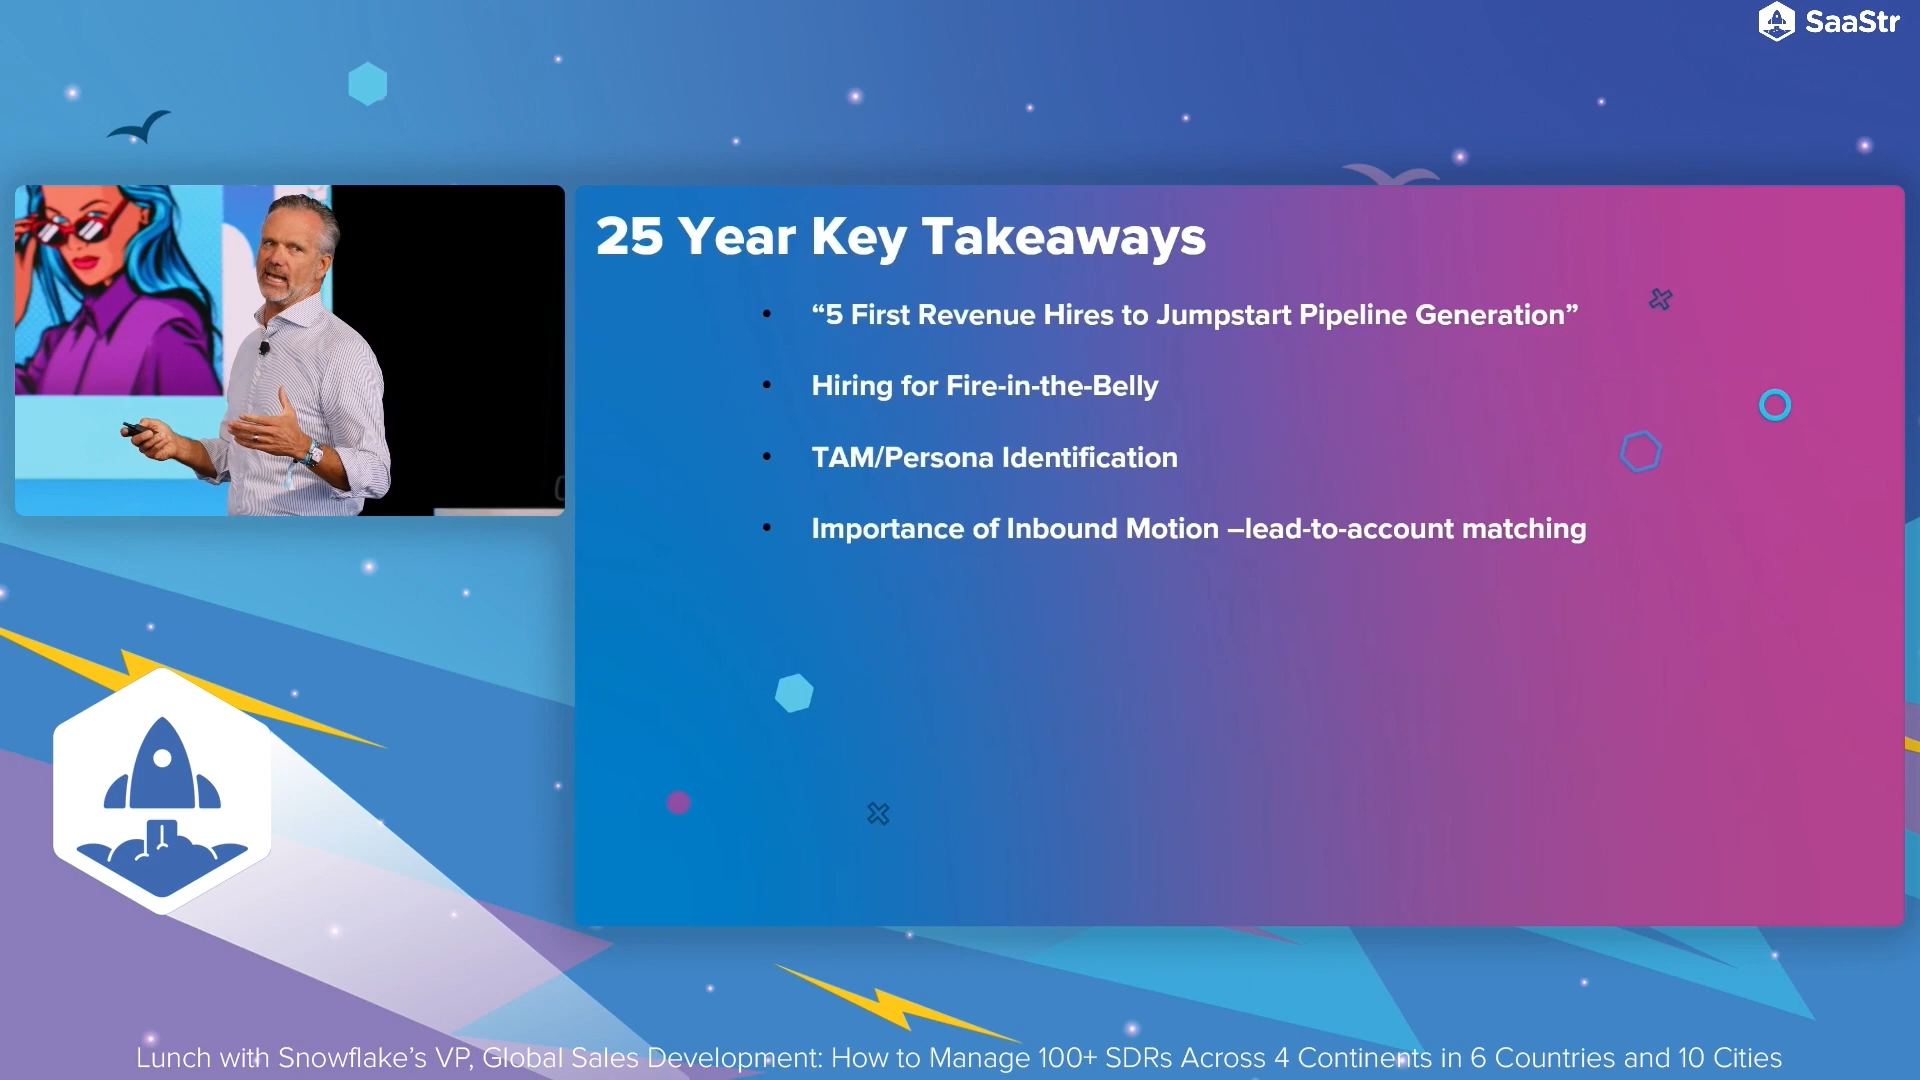 SaaStr
25 Year Key Takeaways
• “5 First Revenue Hires to Jumpstart Pipeline Generation”
• Hiring for Fire-in-the-Belly
• TAM/Persona Identification
• Importance of Inbound Motion –lead-to-account matching
Lunch with Snowflake’s VP, Global Sales Development: How to Manage 100+ SDRs Across 4 Continents in 6 Countries and 10 Cities